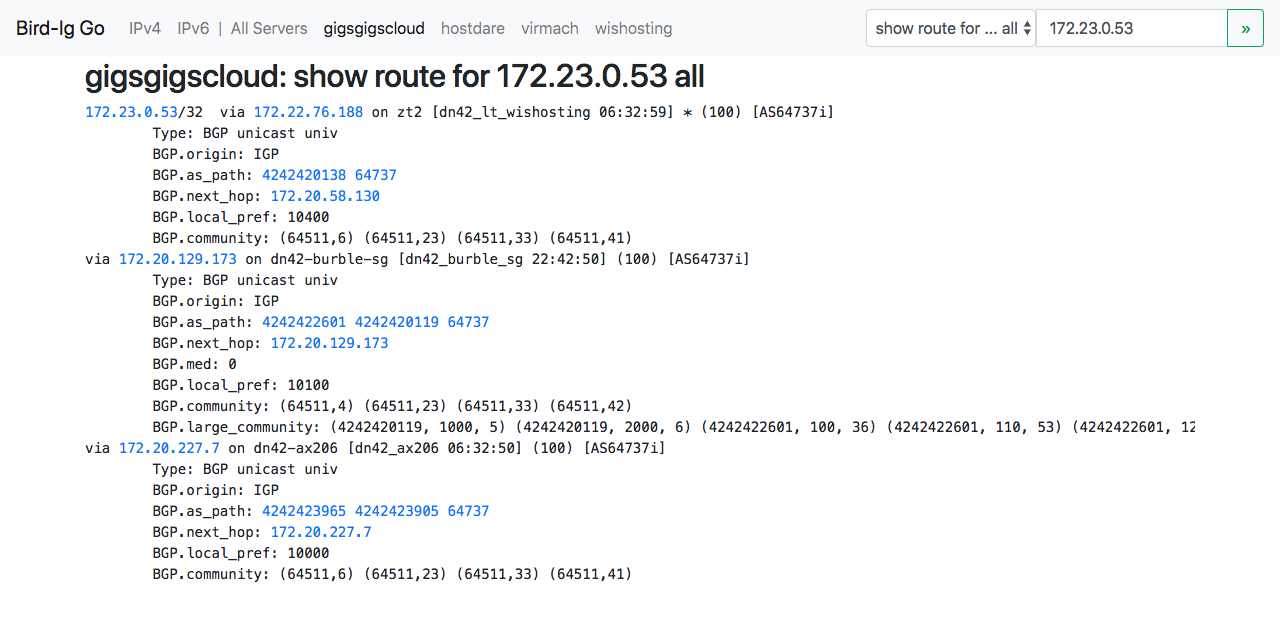 Bird-lg Go IPv4 IPv6 | All Servers gigsgigscloud hostdare virmach wishosting show route for ... all 172.23.0.53 »
gigsgigscloud: show route for 172.23.0.53 all
172.23.0.53/32  via 172.22.76.188 on zt2 [dn42_lt_wishosting 06:32:59] * (100) [AS64737i]
        Type: BGP unicast univ
        BGP.origin: IGP
        BGP.as_path: 4242420138 64737
        BGP.next_hop: 172.20.58.130
        BGP.local_pref: 10400
        BGP.community: (64511,6) (64511,23) (64511,33) (64511,41)
via 172.20.129.173 on dn42-burble-sg [dn42_burble_sg 22:42:50] (100) [AS64737i]
        Type: BGP unicast univ
        BGP.origin: IGP
        BGP.as_path: 4242422601 4242420119 64737
        BGP.next_hop: 172.20.129.173
        BGP.med: 0
        BGP.local_pref: 10100
        BGP.community: (64511,4) (64511,23) (64511,33) (64511,42)
        BGP.large_community: (4242420119, 1000, 5) (4242420119, 2000, 6) (4242422601, 100, 36) (4242422601, 110, 53) (4242422601, 12
via 172.20.227.7 on dn42-ax206 [dn42_ax206 06:32:50] (100) [AS64737i]
        Type: BGP unicast univ
        BGP.origin: IGP
        BGP.as_path: 4242423965 4242423905 64737
        BGP.next_hop: 172.20.227.7
        BGP.local_pref: 10000
        BGP.community: (64511,6) (64511,23) (64511,33) (64511,41)